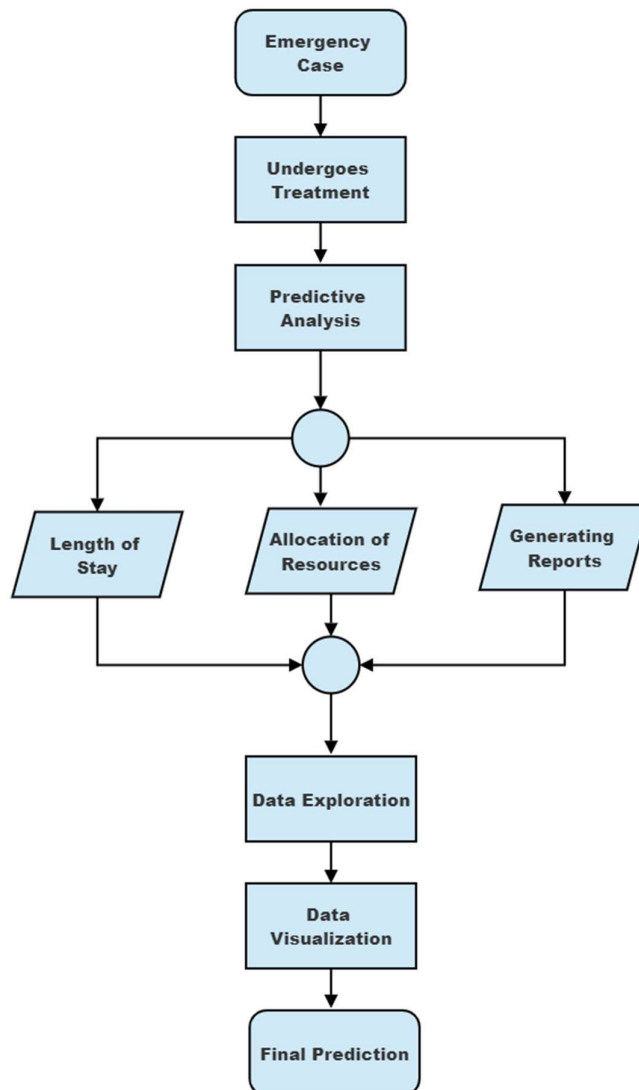 Emergency
Case
Undergoes
Treatment
Predictive
Analysis
Length of
Stay
Allocation of
Resources
Generating
Reports
Data Exploration
Data
Visualization
Final Prediction